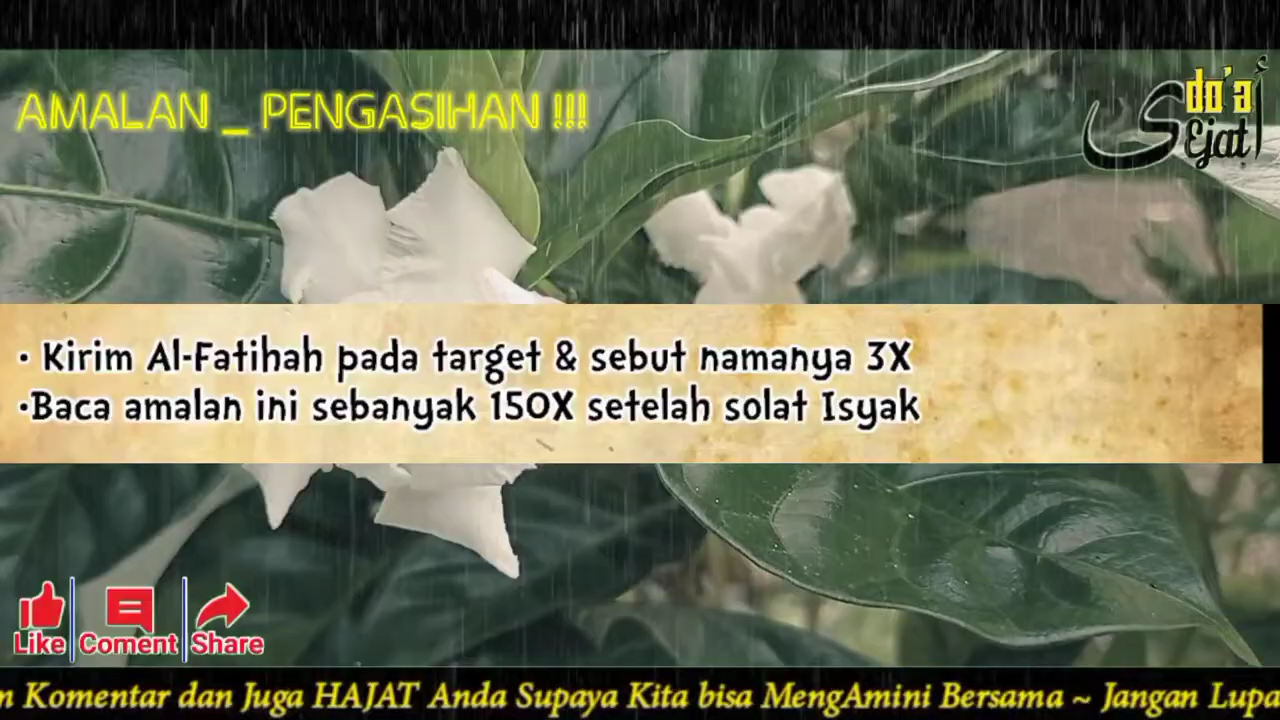 AMALAN _ PENGASIHAN !!!
do'a
Ejat
• Kirim Al-Fatihah pada target & sebut namanya 3X
•Baca amalan ini sebanyak 150X setelah solat Isyak
Like
Coment
Share
n Komentar dan Juga HAJAT Anda Supaya Kita bisa MengAmini Bersama ~ Jangan Lupa